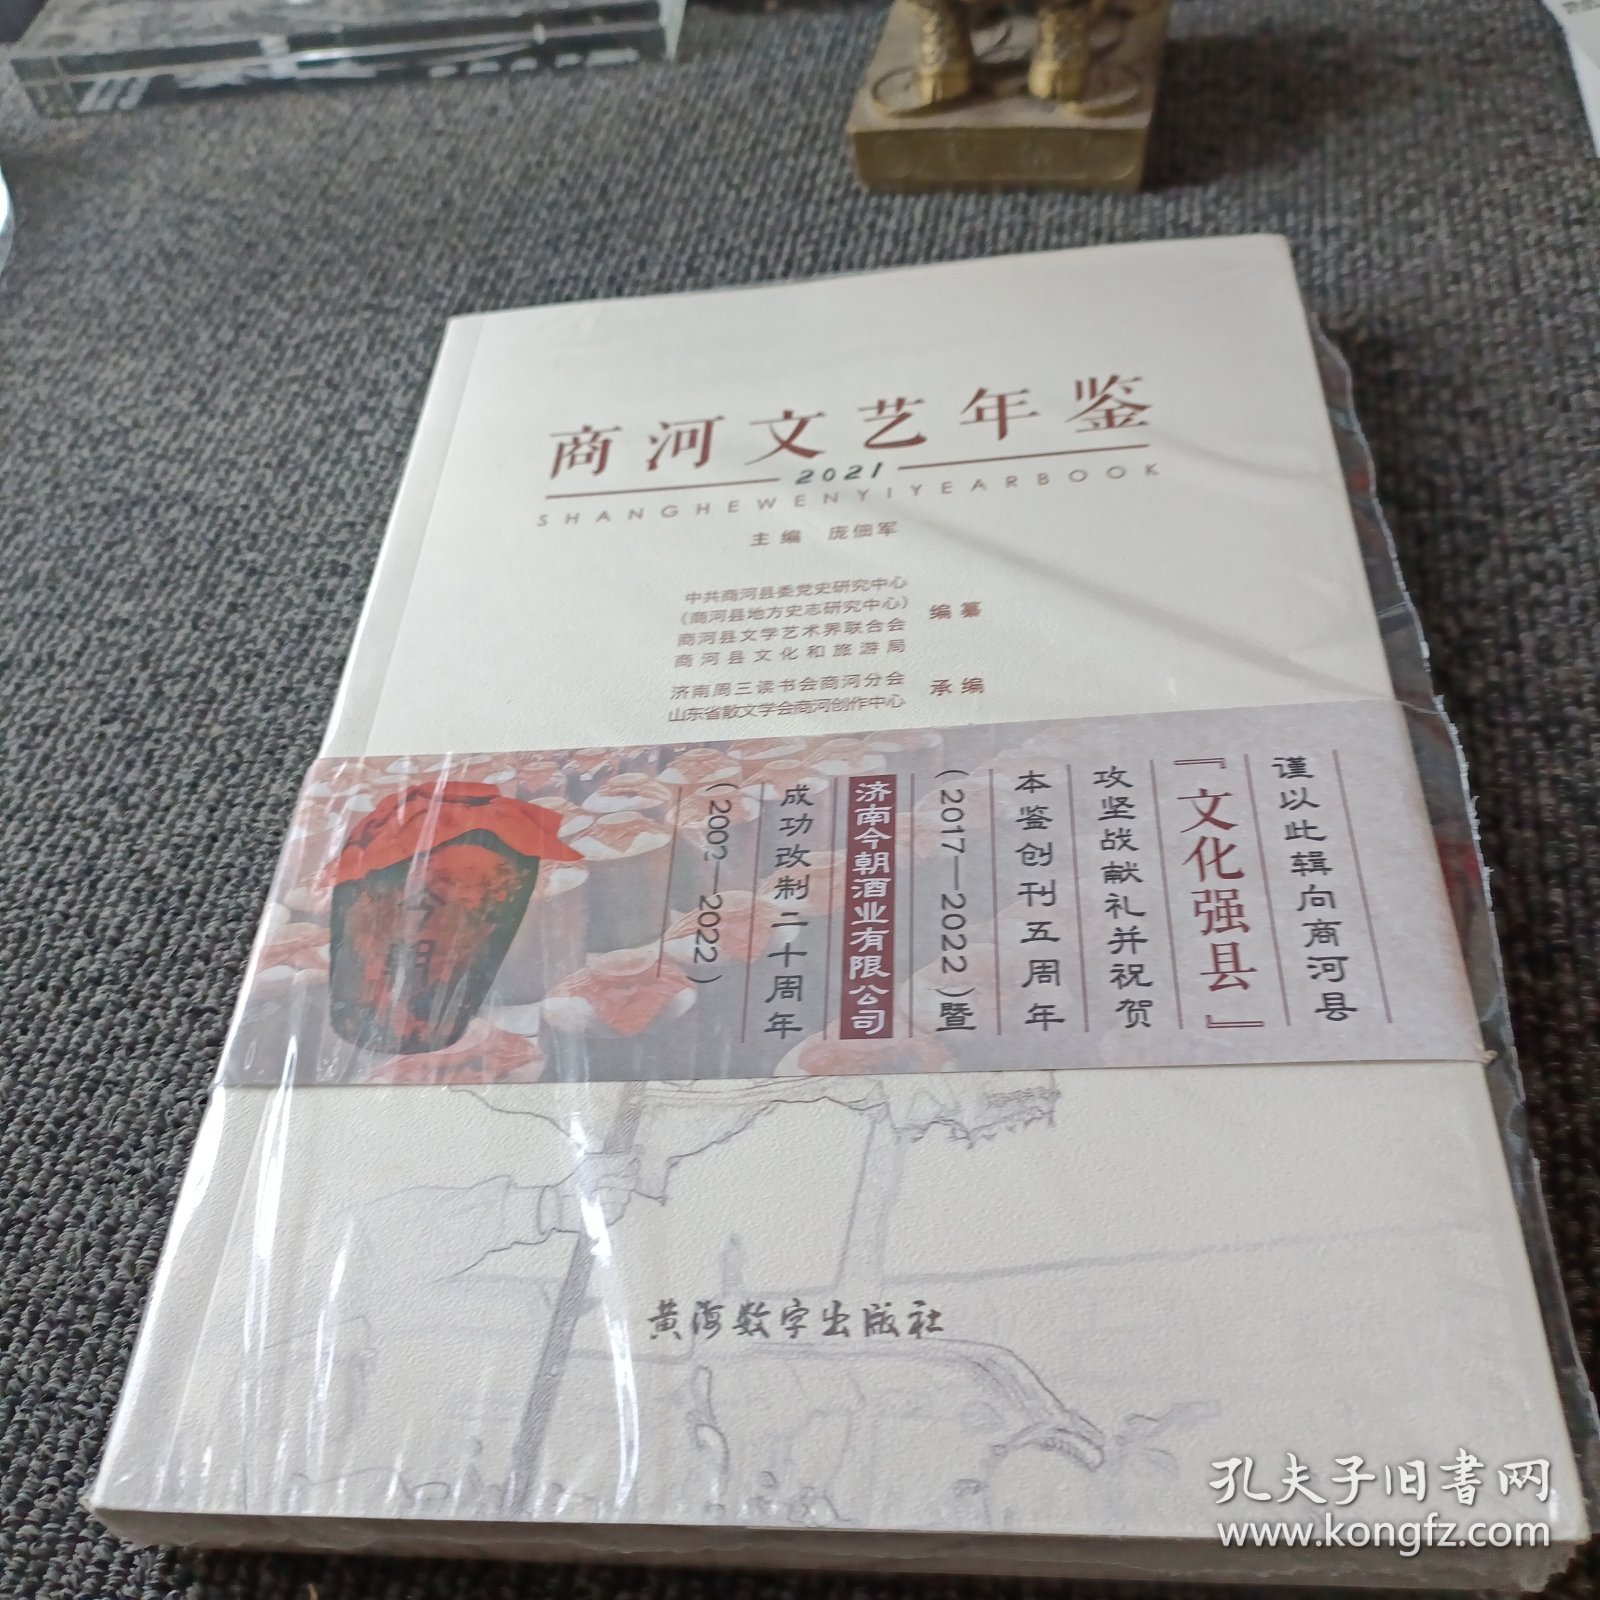 商河文艺年鉴
2021
SHANGHEWENYIYEARBOOK
主编 庞佃军
中共商河县委党史研究中心
(商河县地方史志研究中心)
商河县文学艺术界联合会
商河县文化和旅游局
编纂
济南周三读书会商河分会
山东省散文学会商河创作中心
承编
谨以此辑向商河县
『文化强县』
攻坚战献礼并祝贺
本鉴创刊五周年
(2017—2022)暨
济南今朝酒业有限公司
成功改制二十周年
(2002—2022)
今朝
黄海数字出版社
孔夫子旧书网
www.kongfz.com